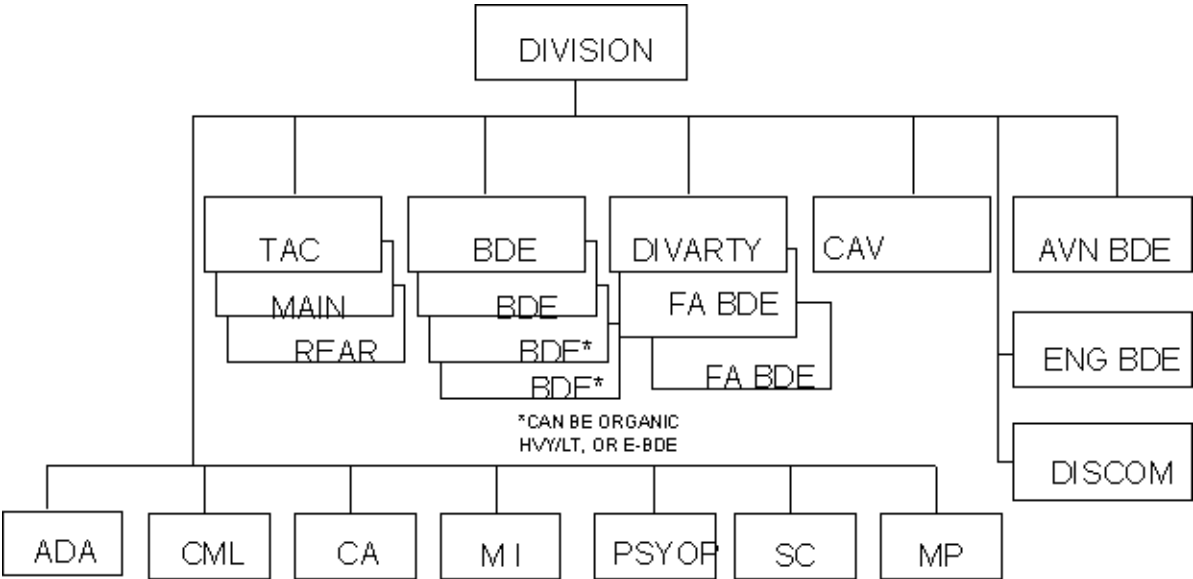 DIVISION
TAC
BDE
DIVARTY
CAV
AVN BDE
MAIN
BDE
FA BDE
REAR
BDE*
FA BDE
ENG BDE
BDE*
*CAN BE ORGANIC
HVY/LT, OR E-BDE
DISCOM
ADA
CML
CA
MI
PSYOP
SC
MP